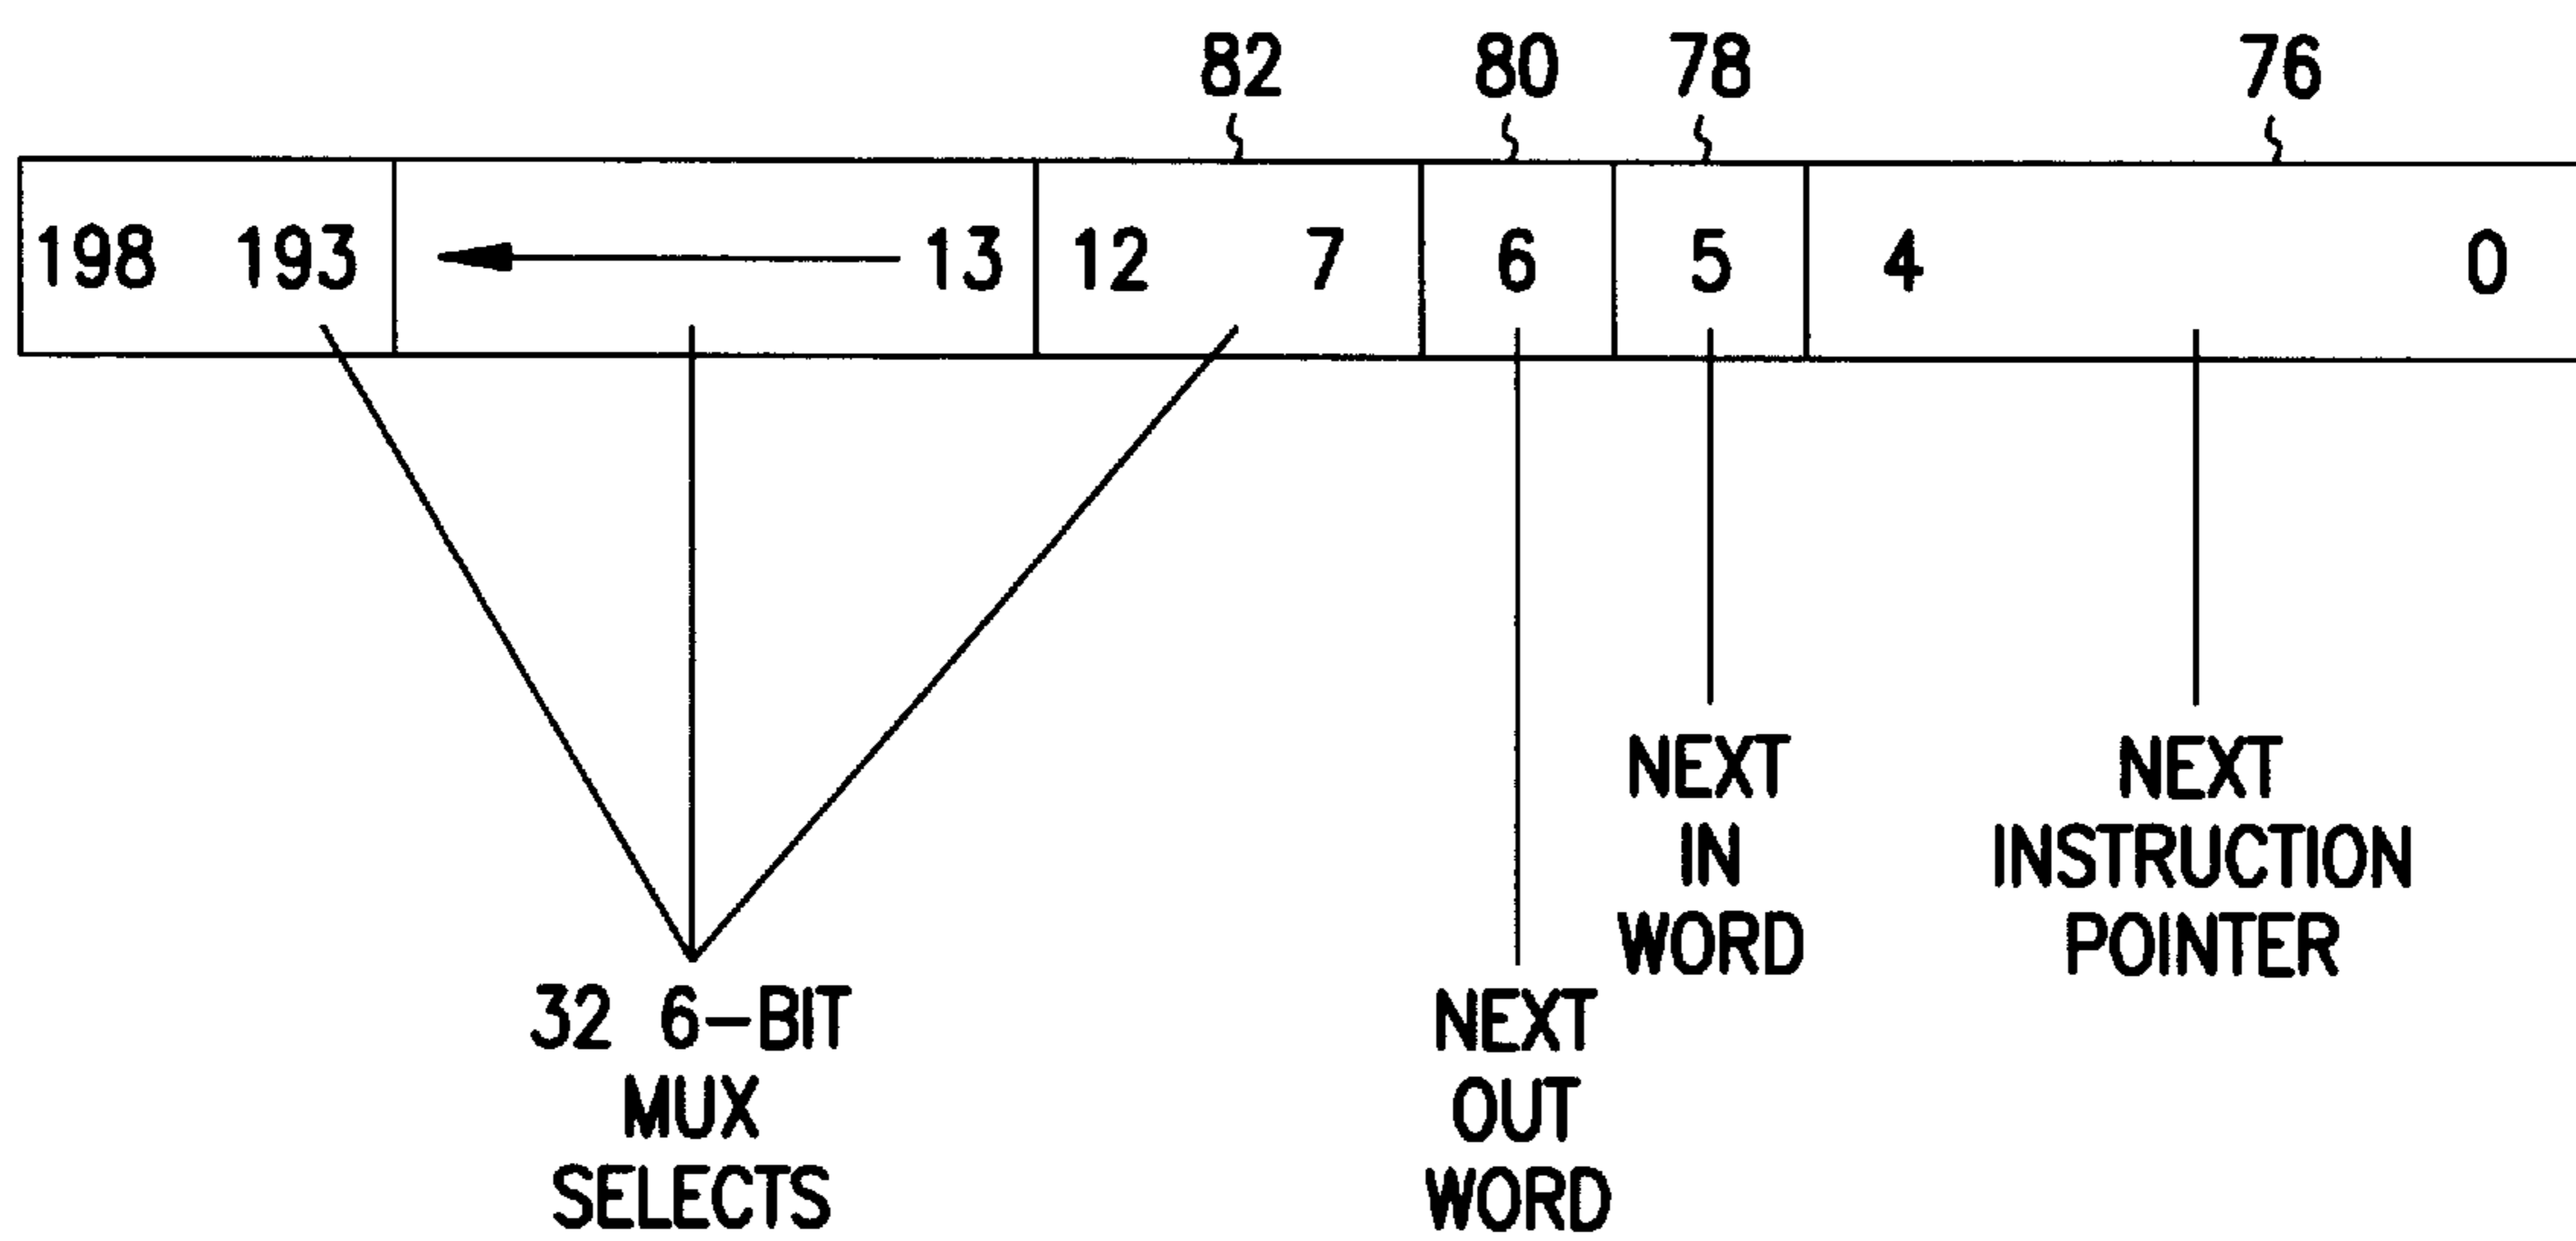 82 80 78 76
198 193 13 12 7 6 5 4 0
NEXT
IN
WORD
NEXT
INSTRUCTION
POINTER
32 6-BIT
MUX
SELECTS
NEXT
OUT
WORD